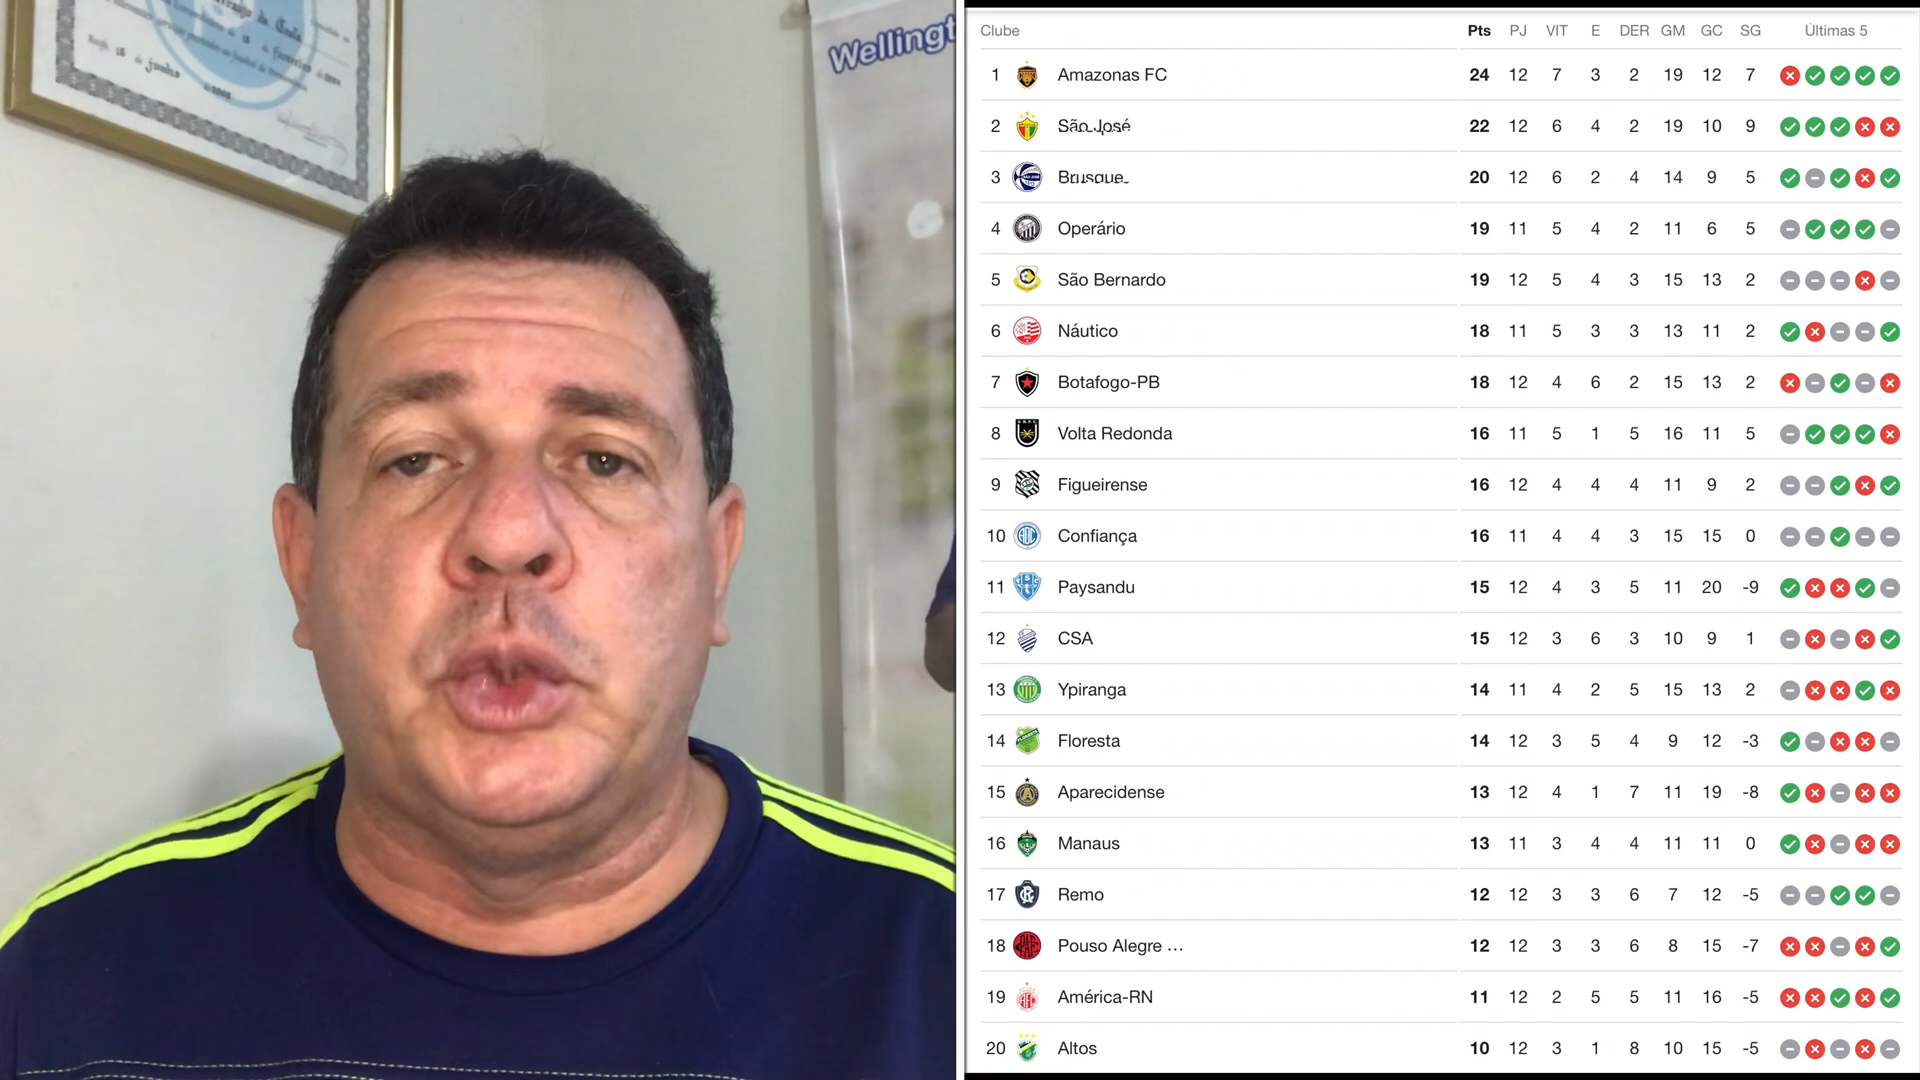 de Goela
Recife, 18 de junho
de 2008
Wellingt
Clube Pts PJ VIT E DER GM GC SG Últimas 5
1 Amazonas FC 24 12 7 3 2 19 12 7
2 São José 22 12 6 4 2 19 10 9
3 Brusque 20 12 6 2 4 14 9 5
4 Operário 19 11 5 4 2 11 6 5
5 São Bernardo 19 12 5 4 3 15 13 2
6 Náutico 18 11 5 3 3 13 11 2
7 Botafogo-PB 18 12 4 6 2 15 13 2
8 Volta Redonda 16 11 5 1 5 16 11 5
9 Figueirense 16 12 4 4 4 11 9 2
10 Confiança 16 11 4 4 3 15 15 0
11 Paysandu 15 12 4 3 5 11 20 -9
12 CSA 15 12 3 6 3 10 9 1
13 Ypiranga 14 11 4 2 5 15 13 2
14 Floresta 14 12 3 5 4 9 12 -3
15 Aparecidense 13 12 4 1 7 11 19 -8
16 Manaus 13 11 3 4 4 11 11 0
17 Remo 12 12 3 3 6 7 12 -5
18 Pouso Alegre ... 12 12 3 3 6 8 15 -7
19 América-RN 11 12 2 5 5 11 16 -5
20 Altos 10 12 3 1 8 10 15 -5